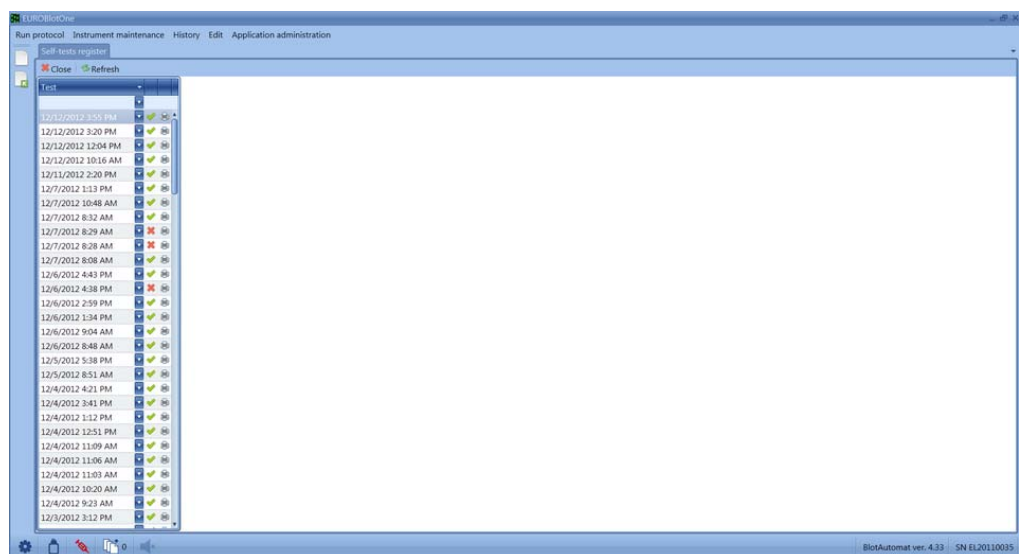 EUROBlotOne
Run protocol Instrument maintenance History Edit Application administration
Self-tests register
Close Refresh
Test
12/12/2012 3:55 PM
12/12/2012 3:20 PM
12/12/2012 12:04 PM
12/12/2012 10:16 AM
12/11/2012 2:20 PM
12/7/2012 1:13 PM
12/7/2012 10:48 AM
12/7/2012 8:32 AM
12/7/2012 8:29 AM
12/7/2012 8:28 AM
12/7/2012 8:08 AM
12/6/2012 4:43 PM
12/6/2012 4:38 PM
12/6/2012 2:59 PM
12/6/2012 1:34 PM
12/6/2012 9:04 AM
12/6/2012 8:48 AM
12/5/2012 5:38 PM
12/5/2012 8:51 AM
12/4/2012 4:21 PM
12/4/2012 3:41 PM
12/4/2012 1:12 PM
12/4/2012 12:51 PM
12/4/2012 11:09 AM
12/4/2012 11:06 AM
12/4/2012 11:03 AM
12/4/2012 10:20 AM
12/4/2012 9:23 AM
12/3/2012 3:12 PM
0 BlotAutomat ver. 4.33 SN EL20110035